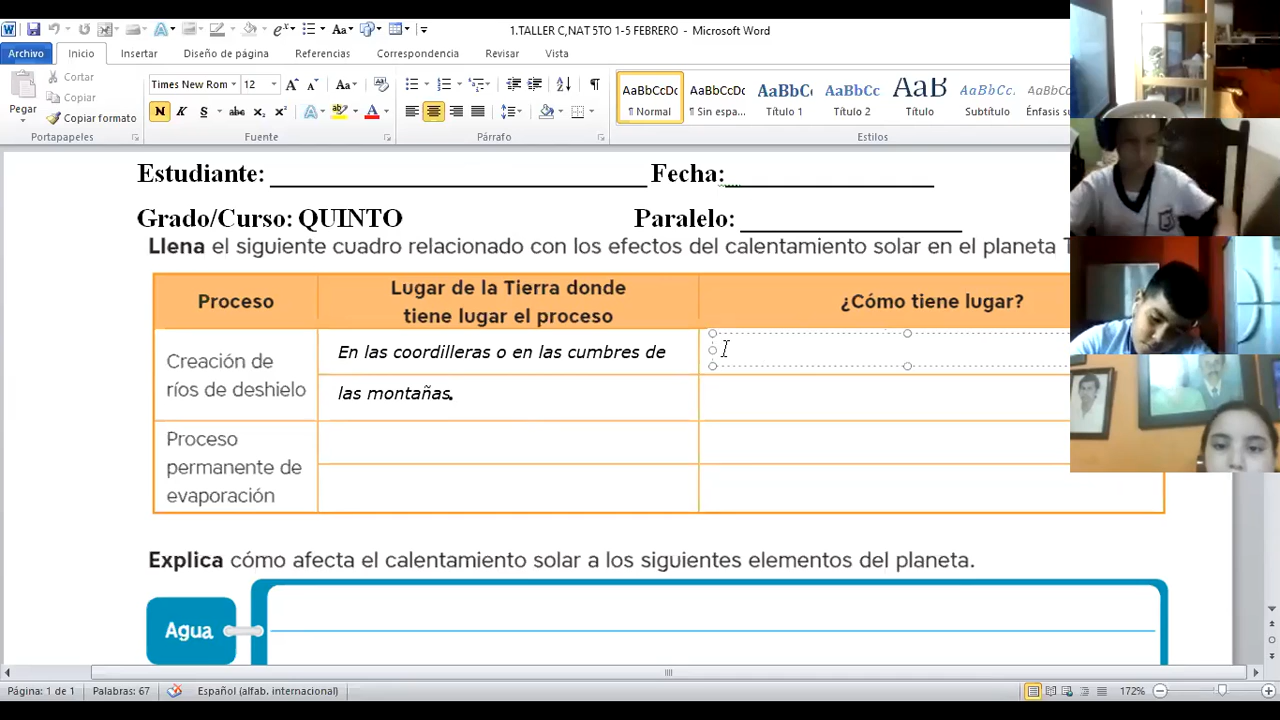 1.TALLER C,NAT 5TO 1-5 FEBRERO - Microsoft Word
Archivo Inicio Insertar Diseño de página Referencias Correspondencia Revisar Vista
Pegar
Cortar
Copiar
Copiar formato
Portapapeles
Times New Rom 12
N K S abc x₂ x²
Fuente
Párrafo
AaBbCcDc AaBbCcDc AaBbCc AaBbCc AaB AaBbCc. AaBbCc
¶ Normal ¶ Sin espa... Título 1 Título 2 Título Subtítulo Énfasis su
Estilos
Estudiante: Fecha:
Grado/Curso: QUINTO Paralelo:
Llena el siguiente cuadro relacionado con los efectos del calentamiento solar en el planeta T
Proceso
Lugar de la Tierra donde
tiene lugar el proceso
¿Cómo tiene lugar?
Creación de
ríos de deshielo
En las coordilleras o en las cumbres de
las montañas.
Proceso
permanente de
evaporación
Explica cómo afecta el calentamiento solar a los siguientes elementos del planeta.
Agua
Página: 1 de 1 Palabras: 67 Español (alfab. internacional) 172%